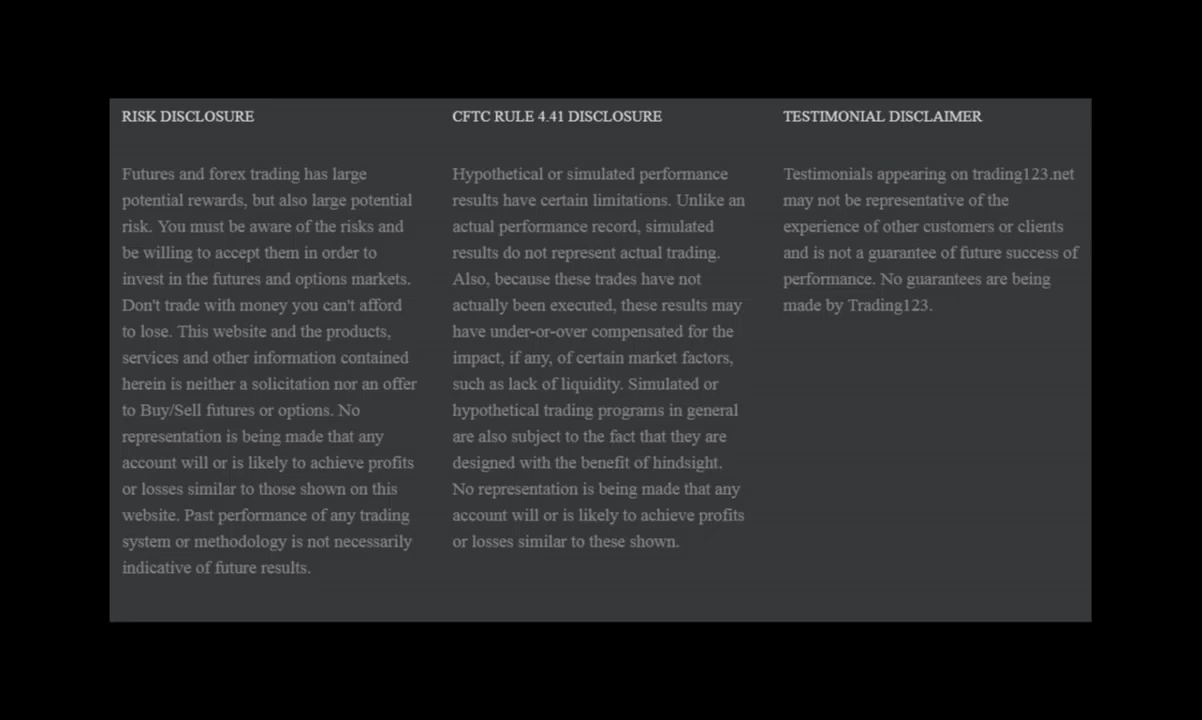 RISK DISCLOSURE
Futures and forex trading has large
potential rewards, but also large potential
risk. You must be aware of the risks and
be willing to accept them in order to
invest in the futures and options markets.
Don't trade with money you can't afford
to lose. This website and the products,
services and other information contained
herein is neither a solicitation nor an offer
to Buy/Sell futures or options. No
representation is being made that any
account will or is likely to achieve profits
or losses similar to those shown on this
website. Past performance of any trading
system or methodology is not necessarily
indicative of future results.
CFTC RULE 4.41 DISCLOSURE
Hypothetical or simulated performance
results have certain limitations. Unlike an
actual performance record, simulated
results do not represent actual trading.
Also, because these trades have not
actually been executed, these results may
have under-or-over compensated for the
impact, if any, of certain market factors,
such as lack of liquidity. Simulated or
hypothetical trading programs in general
are also subject to the fact that they are
designed with the benefit of hindsight.
No representation is being made that any
account will or is likely to achieve profits
or losses similar to these shown.
TESTIMONIAL DISCLAIMER
Testimonials appearing on trading123.net
may not be representative of the
experience of other customers or clients
and is not a guarantee of future success of
performance. No guarantees are being
made by Trading123.